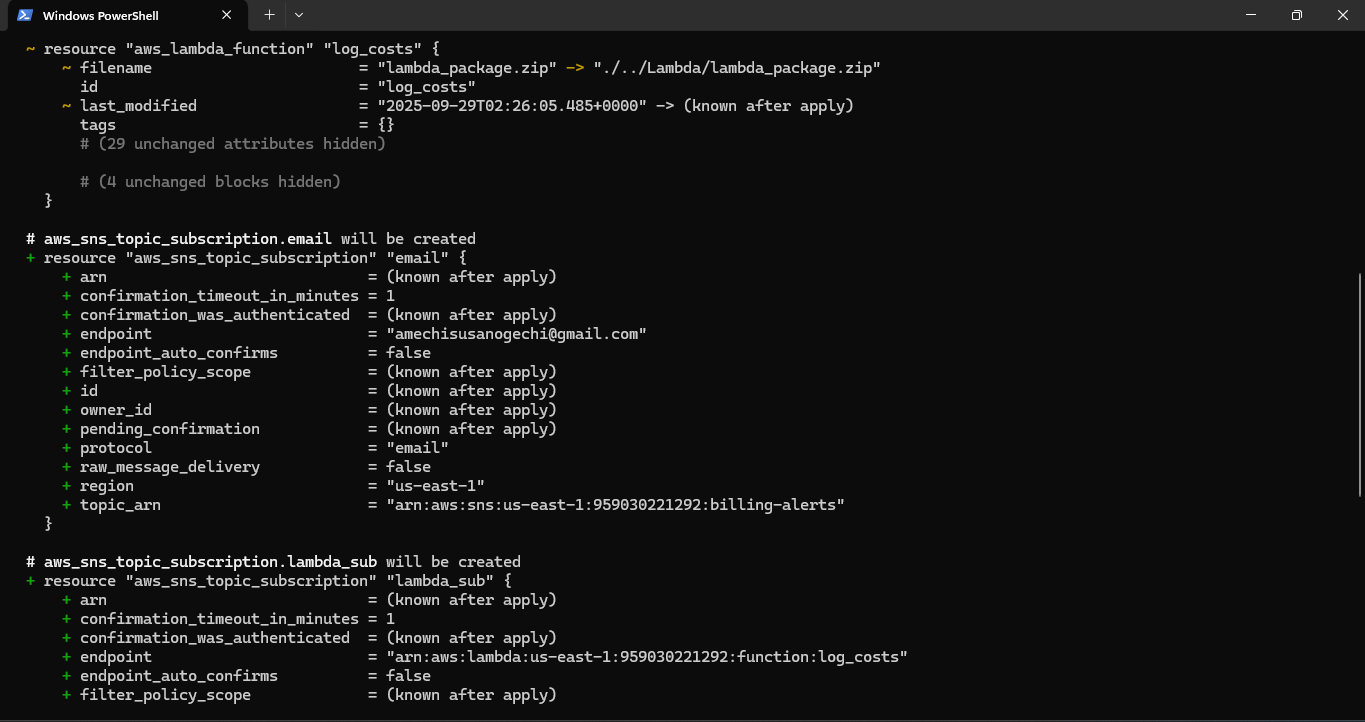 Windows PowerShell
~ resource "aws_lambda_function" "log_costs" {
~ filename = "lambda_package.zip" -> "./../Lambda/lambda_package.zip"
id = "log_costs"
~ last_modified = "2025-09-29T02:26:05.485+0000" -> (known after apply)
tags = {}
# (29 unchanged attributes hidden)
# (4 unchanged blocks hidden)
}
# aws_sns_topic_subscription.email will be created
+ resource "aws_sns_topic_subscription" "email" {
+ arn = (known after apply)
+ confirmation_timeout_in_minutes = 1
+ confirmation_was_authenticated = (known after apply)
+ endpoint = "amechisusanogechi@gmail.com"
+ endpoint_auto_confirms = false
+ filter_policy_scope = (known after apply)
+ id = (known after apply)
+ owner_id = (known after apply)
+ pending_confirmation = (known after apply)
+ protocol = "email"
+ raw_message_delivery = false
+ region = "us-east-1"
+ topic_arn = "arn:aws:sns:us-east-1:959030221292:billing-alerts"
}
# aws_sns_topic_subscription.lambda_sub will be created
+ resource "aws_sns_topic_subscription" "lambda_sub" {
+ arn = (known after apply)
+ confirmation_timeout_in_minutes = 1
+ confirmation_was_authenticated = (known after apply)
+ endpoint = "arn:aws:lambda:us-east-1:959030221292:function:log_costs"
+ endpoint_auto_confirms = false
+ filter_policy_scope = (known after apply)